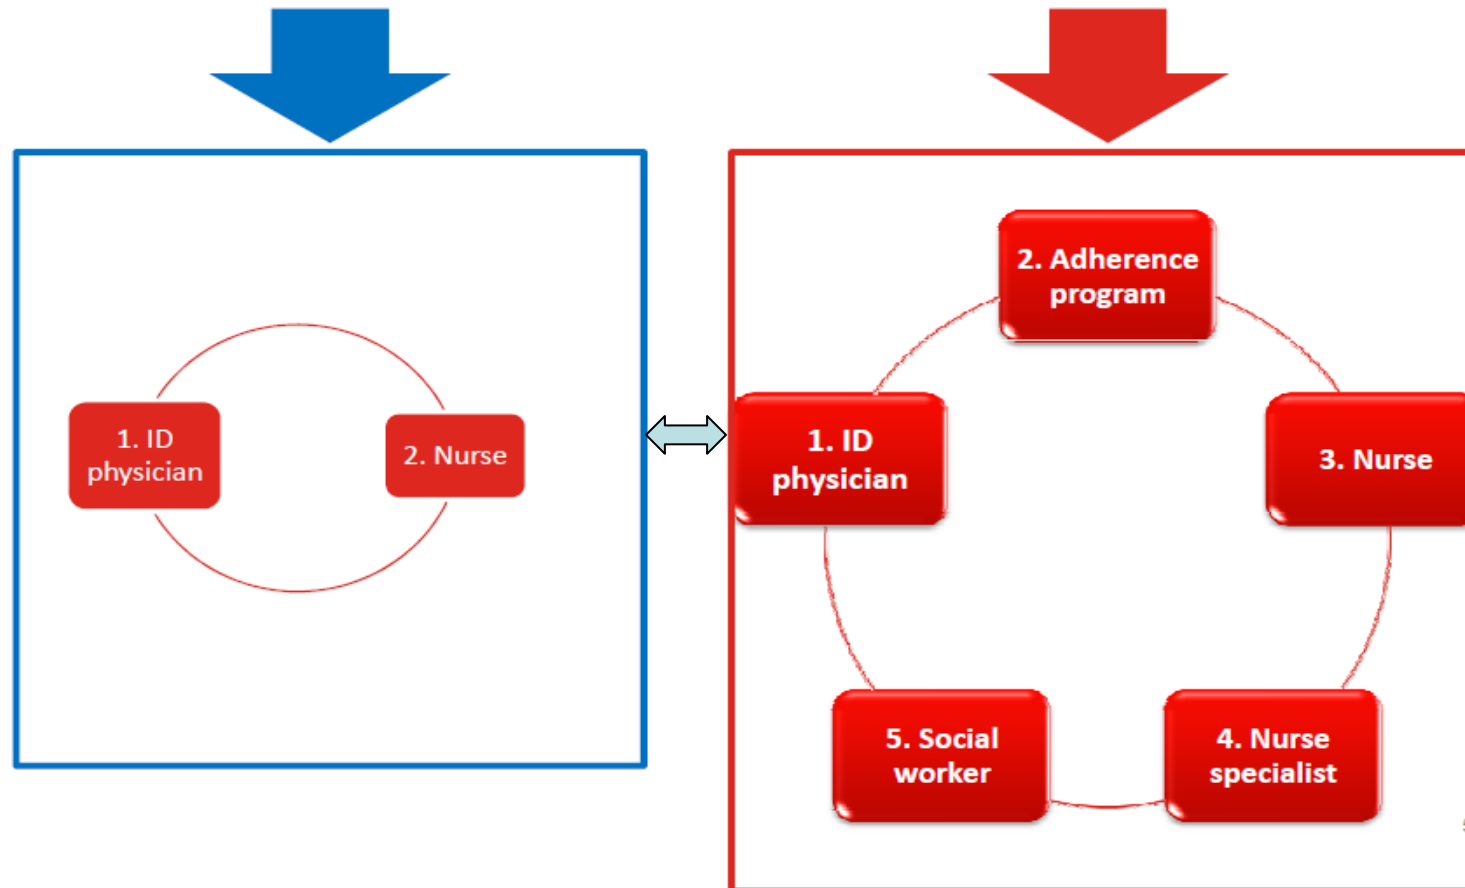 1. ID
physician
2. Nurse
2. Adherence
program
1. ID
physician
3. Nurse
5. Social
worker
4. Nurse
specialist